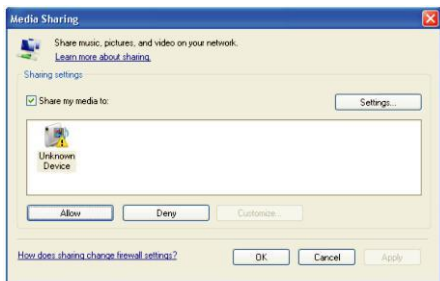 Media Sharing
Share music, pictures, and video on your network.
Learn more about sharing.
Sharing settings
Share my media to:
Settings...
Unknown
Device
Allow
Deny
Customize...
How does sharing change firewall settings?
OK
Cancel
Apply